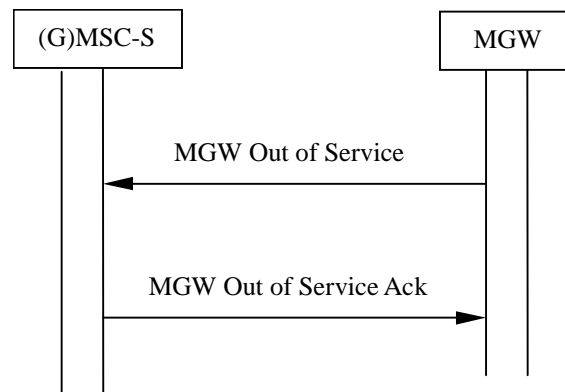 (G)MSC-S
MGW
MGW Out of Service
MGW Out of Service Ack